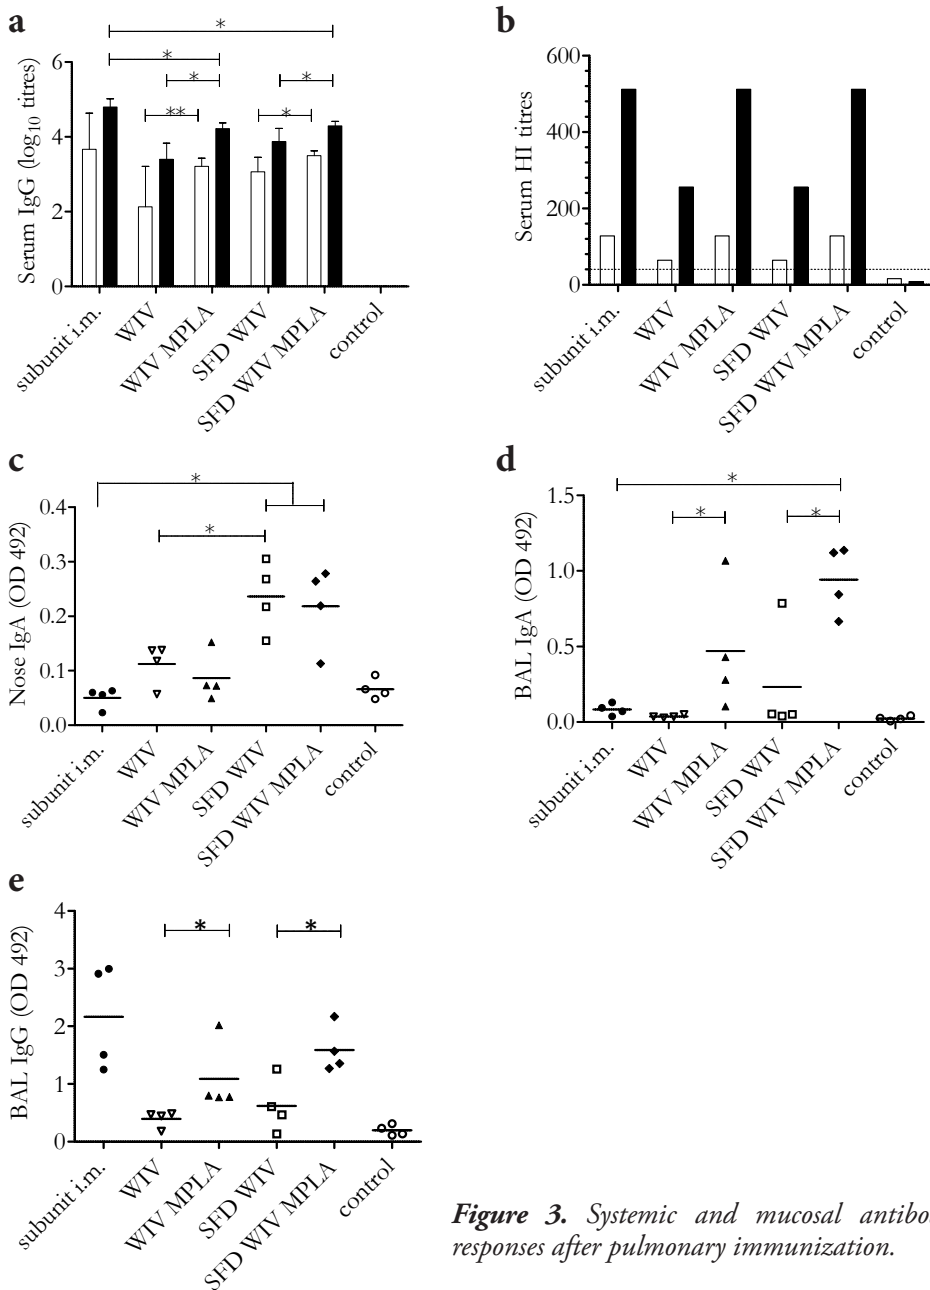 a
*
*
*
*
**
*
Serum IgG (log10 titres)
6
4
2
0
subunit i.m.
WIV
WIV MPLA
SFD WIV
SFD WIV MPLA
control
b
Serum HI titres
600
400
200
0
subunit i.m.
WIV
WIV MPLA
SFD WIV
SFD WIV MPLA
control
c
*
*
Nose IgA (OD 492)
0.4
0.3
0.2
0.1
0.0
subunit i.m.
WIV
WIV MPLA
SFD WIV
SFD WIV MPLA
control
d
*
*
*
BAL IgA (OD 492)
1.5
1.0
0.5
0.0
subunit i.m.
WIV
WIV MPLA
SFD WIV
SFD WIV MPLA
control
e
*
*
BAL IgG (OD 492)
4
3
2
1
0
subunit i.m.
WIV
WIV MPLA
SFD WIV
SFD WIV MPLA
control
Figure 3. Systemic and mucosal antibo
responses after pulmonary immunization.